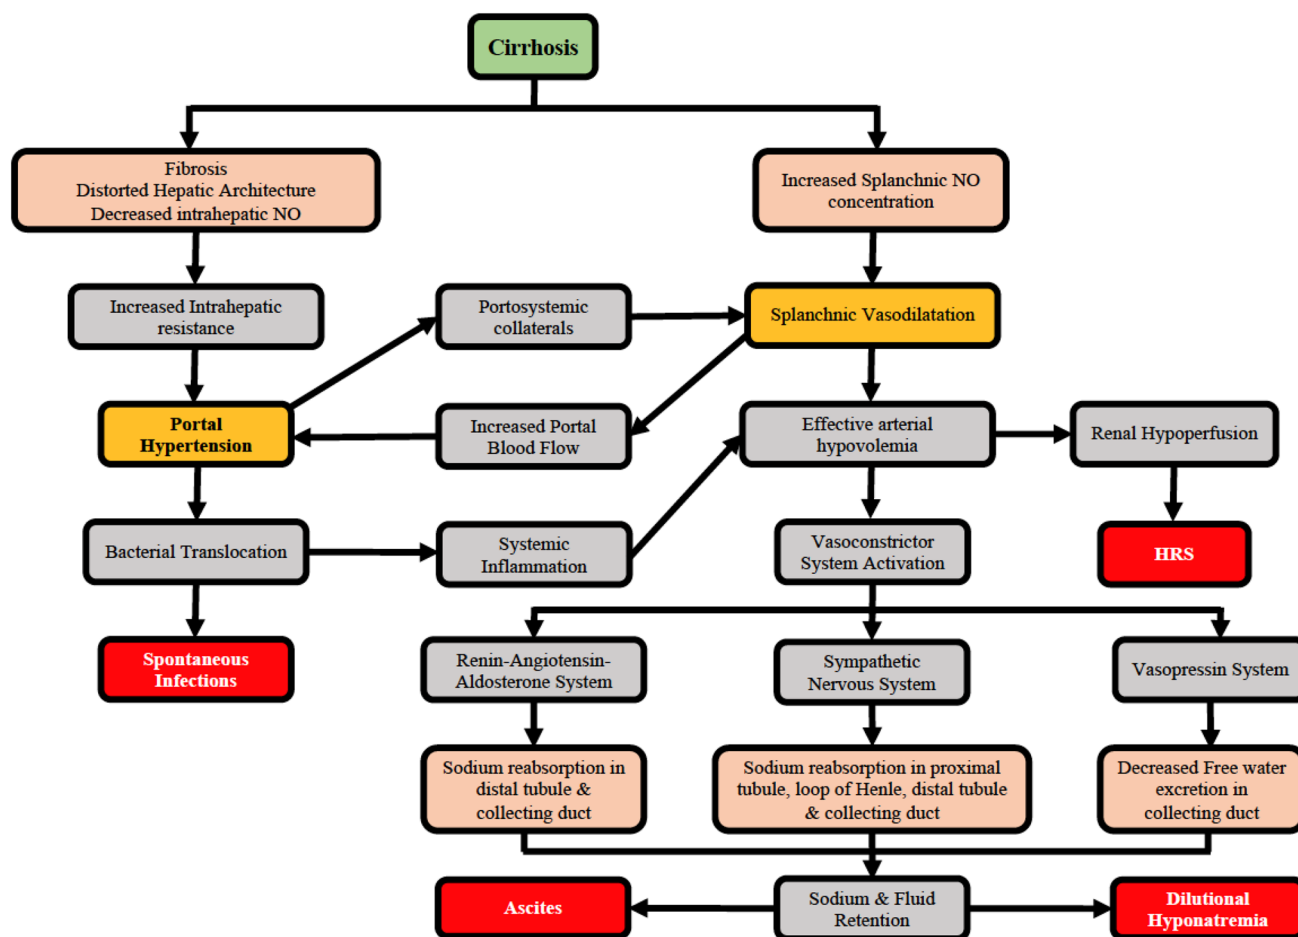 Cirrhosis
Fibrosis
Distorted Hepatic Architecture
Decreased intrahepatic NO
Increased Splanchnic NO
concentration
Increased Intrahepatic
resistance
Portosystemic
collaterals
Splanchnic Vasodilatation
Portal
Hypertension
Increased Portal
Blood Flow
Effective arterial
hypovolemia
Renal Hypoperfusion
Bacterial Translocation
Systemic
Inflammation
Vasoconstrictor
System Activation
HRS
Spontaneous
Infections
Renin-Angiotensin-
Aldosterone System
Sympathetic
Nervous System
Vasopressin System
Sodium reabsorption in
distal tubule &
collecting duct
Sodium reabsorption in proximal
tubule, loop of Henle, distal tubule
& collecting duct
Decreased Free water
excretion in
collecting duct
Ascites
Sodium & Fluid
Retention
Dilutional
Hyponatremia